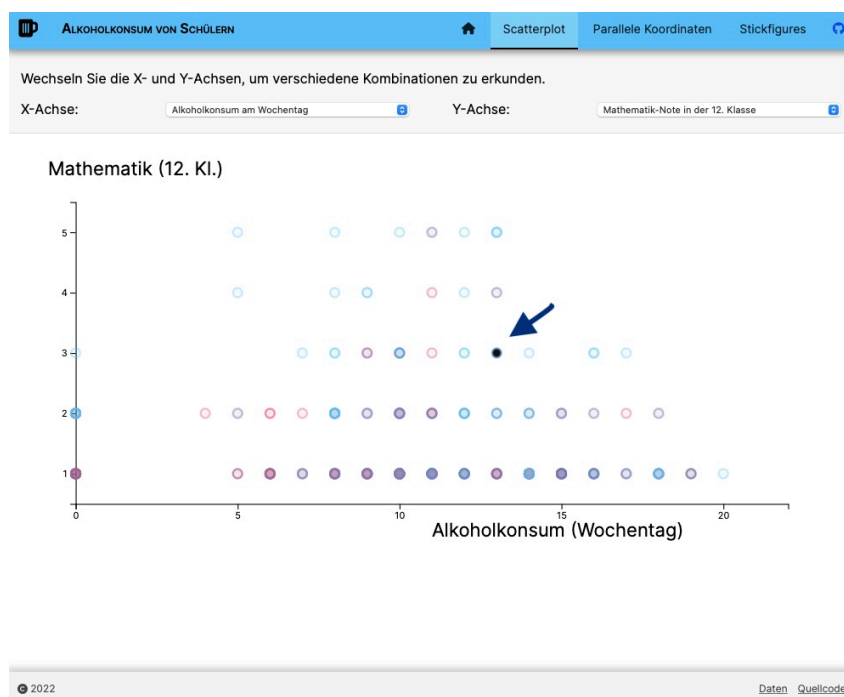 Alkoholkonsum von Schülern
Scatterplot
Parallele Koordinaten
Stickfigures
Wechseln Sie die X- und Y-Achsen, um verschiedene Kombinationen zu erkunden.
X-Achse:
Alkoholkonsum am Wochentag
Y-Achse:
Mathematik-Note in der 12. Klasse
Mathematik (12. Kl.)
5
4
3
2
1
0
5
10
15
20
Alkoholkonsum (Wochentag)
© 2022
Daten
Quellcode